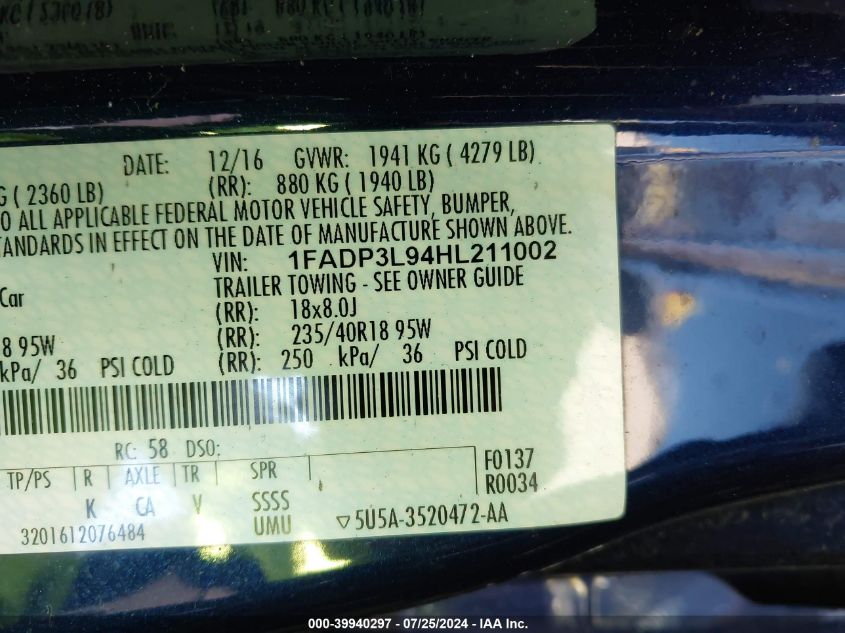 DATE: 12/16 GVWR: 1941 KG ( 4279 LB)
G ( 2360 LB) (RR): 880 KG ( 1940 LB)
O ALL APPLICABLE FEDERAL MOTOR VEHICLE SAFETY, BUMPER,
TANDARDS IN EFFECT ON THE DATE OF MANUFACTURE SHOWN ABOVE.
VIN: 1FADP3L94HL211002
Car TRAILER TOWING - SEE OWNER GUIDE
(RR): 18x8.0J
8 95W (RR): 235/40R18 95W
kPa/ 36 PSI COLD (RR): 250 kPa/ 36 PSI COLD
RC: 58 DSO:
TP/PS R AXLE TR SPR F0137
R0034
K CA V SSSS
3201612076484 UMU ▽5U5A-3520472-AA
000-39940297 - 07/25/2024 - IAA Inc.